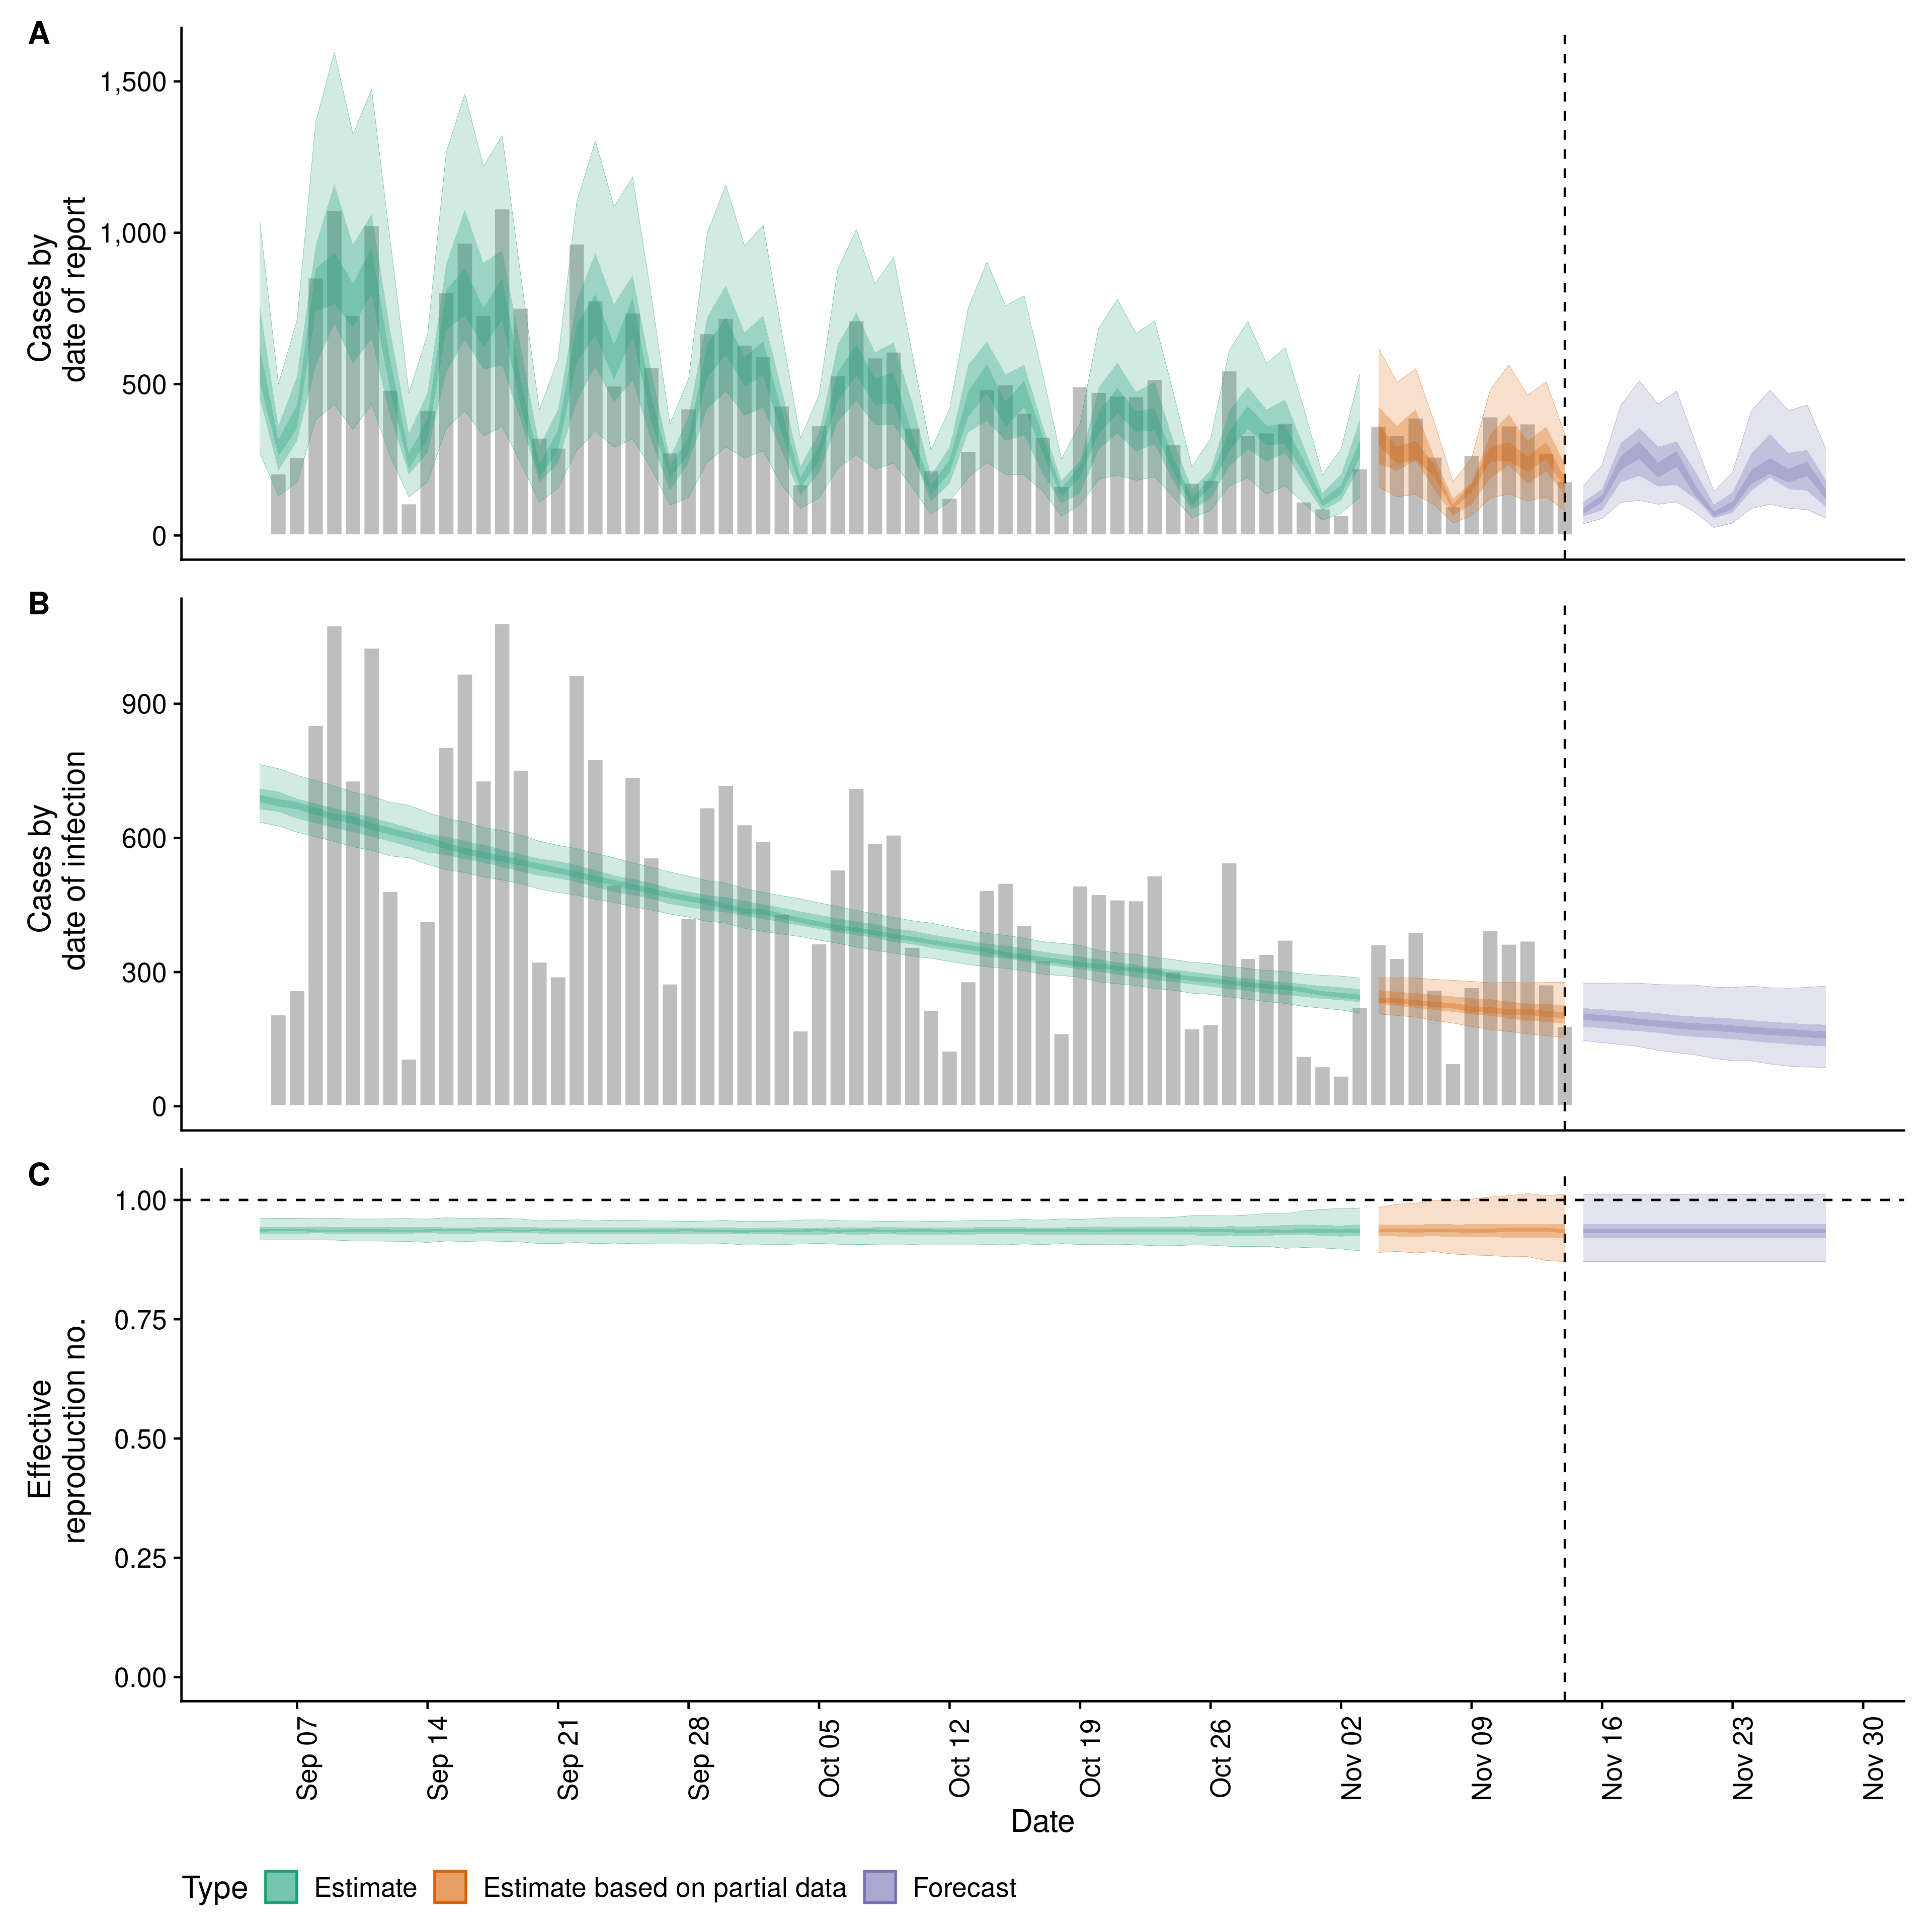 A
Cases by
date of report
1,500
1,000
500
0
B
Cases by
date of infection
900
600
300
0
C
Effective
reproduction no.
1.00
0.75
0.50
0.25
0.00
Sep 07
Sep 14
Sep 21
Sep 28
Oct 05
Oct 12
Oct 19
Oct 26
Nov 02
Nov 09
Nov 16
Nov 23
Nov 30
Date
Type Estimate Estimate based on partial data Forecast